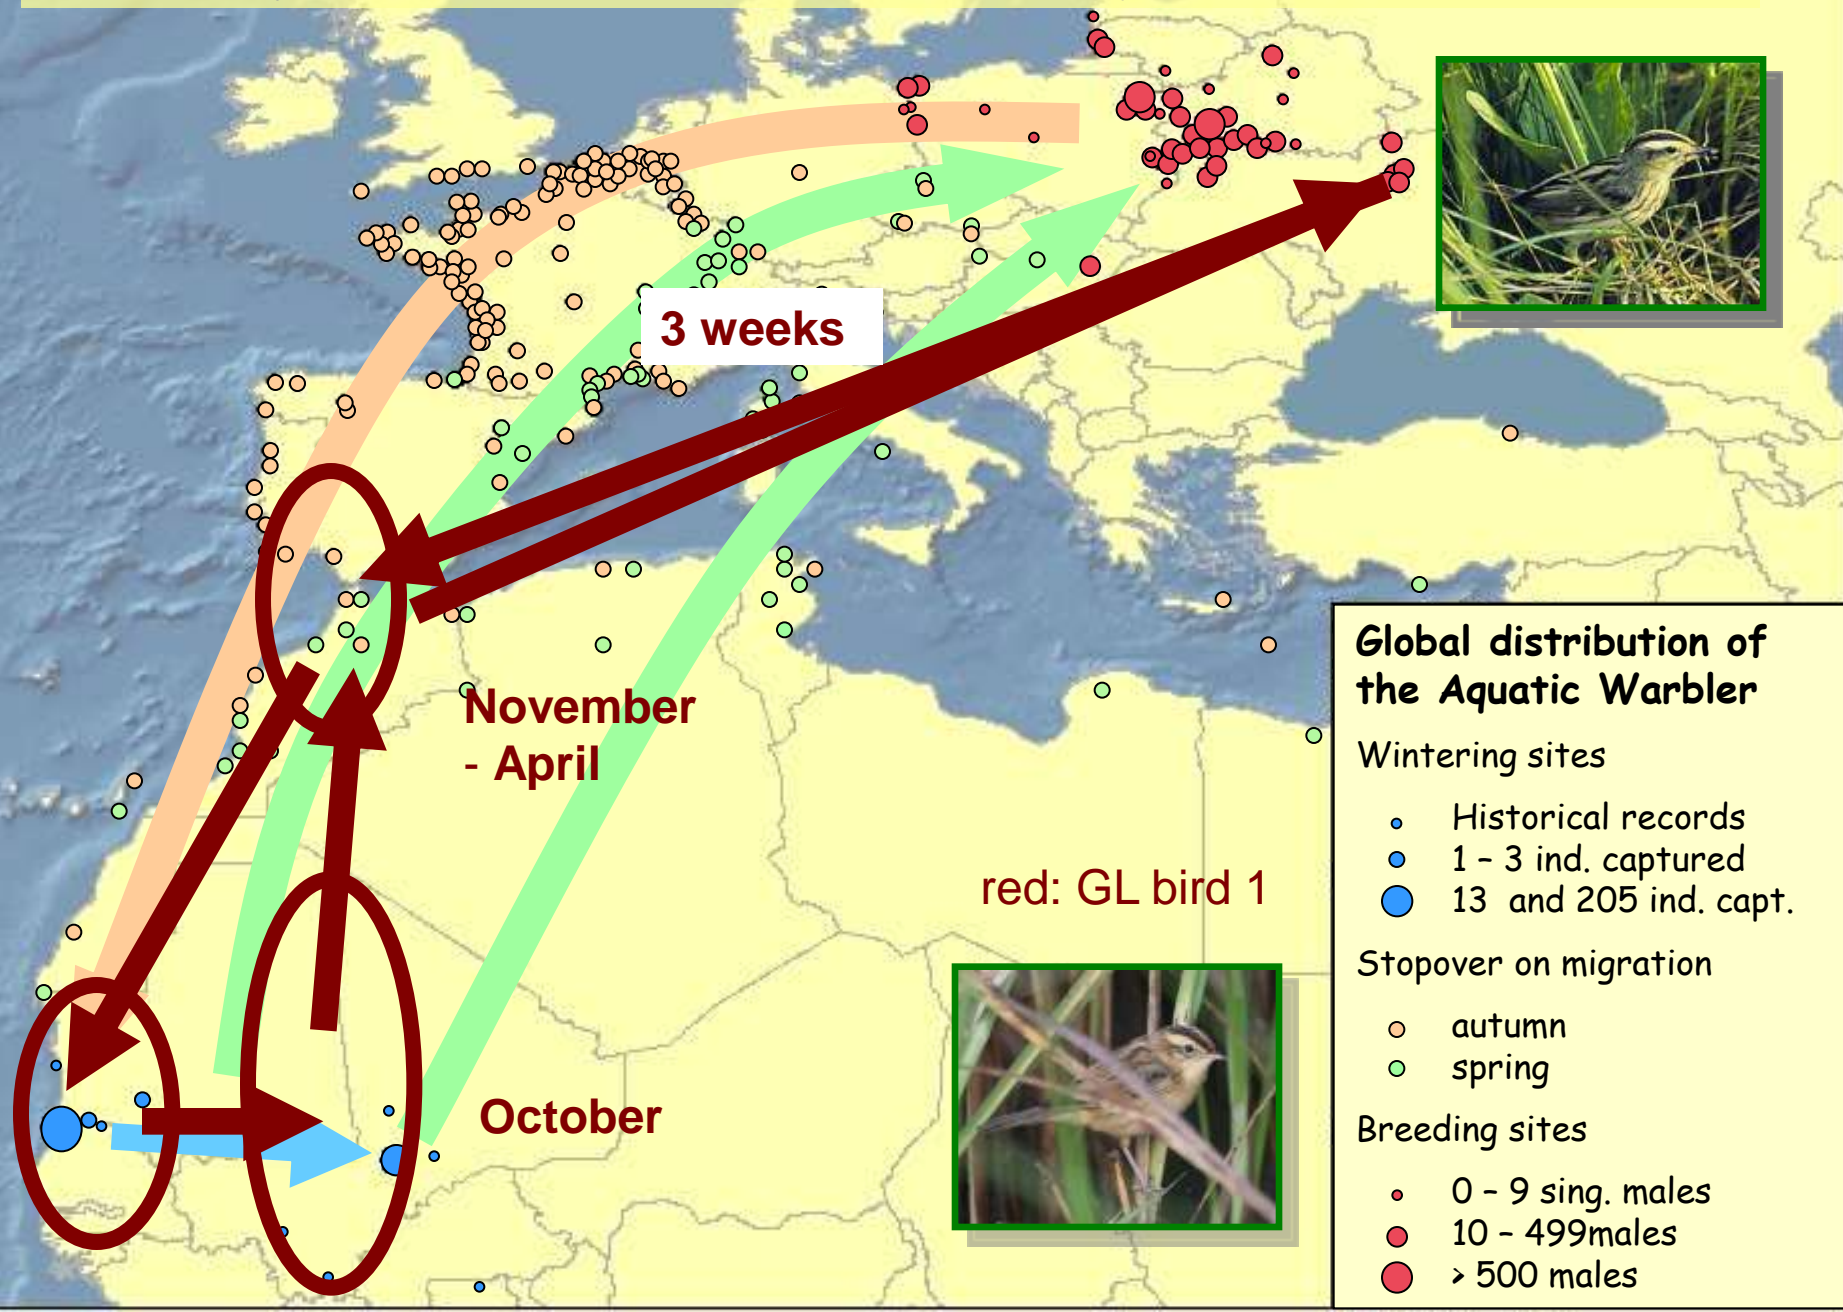 3 weeks
November
- April
red: GL bird 1
October
Global distribution of
the Aquatic Warbler
Wintering sites
Historical records
1 – 3 ind. captured
13 and 205 ind. capt.
Stopover on migration
autumn
spring
Breeding sites
0 – 9 sing. males
10 – 499males
> 500 males